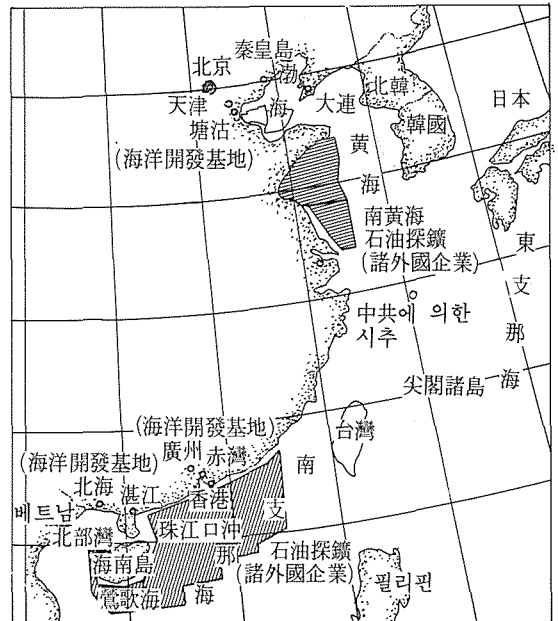 秦皇島
北京
渤海
北韓
日本
天津
大連
塘沽
韓國
(海洋開發基地)
黄海
南黄海
石油探鑛
(諸外國企業)
東支那海
中共에 의한
시추
尖閣諸島
(海洋開發基地)
台灣
廣州
赤灣
(海洋開發基地)
北海
湛江
香港
南支那海
베트남
北部灣
珠江口沖
石油探鑛
(諸外國企業)
海南島
鶯歌海
필리핀